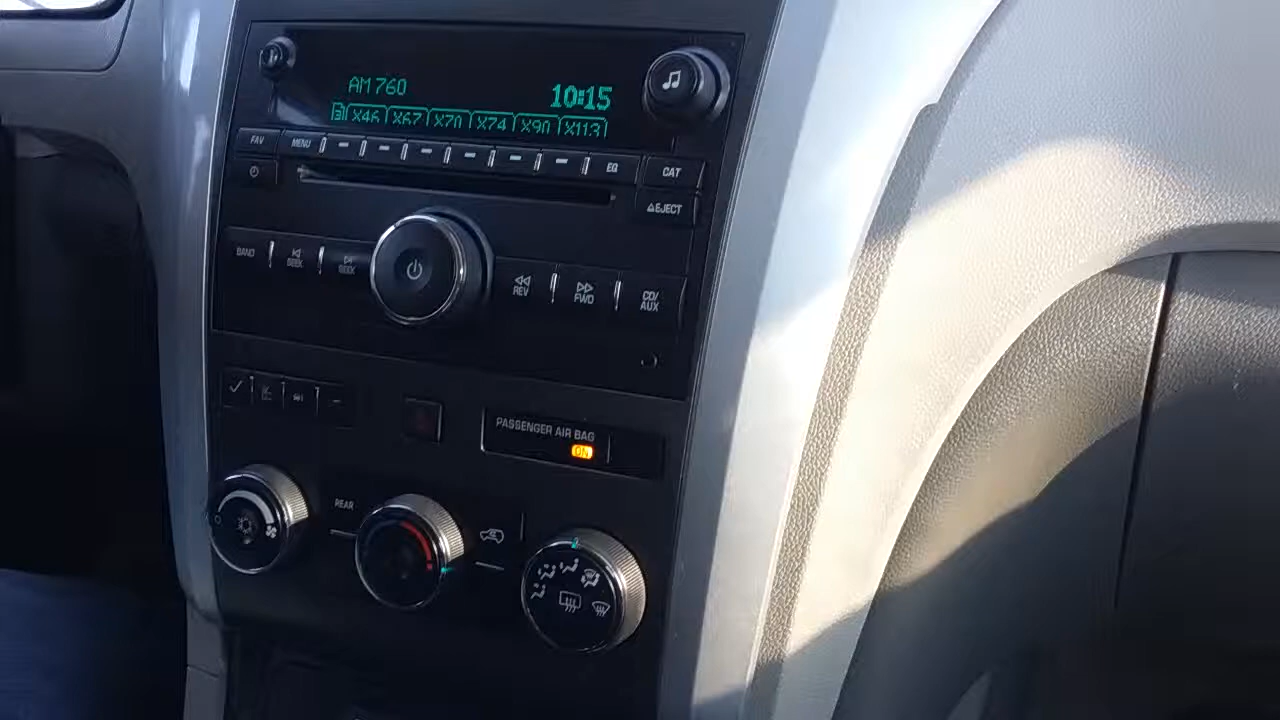 AM 760
10:15
3 X46 X67 X70 X74 X90 X113
FAV MENU EQ CAT
EJECT
BAND SEEK SEEK REV FWD CD/AUX
PASSENGER AIR BAG
ON
REAR